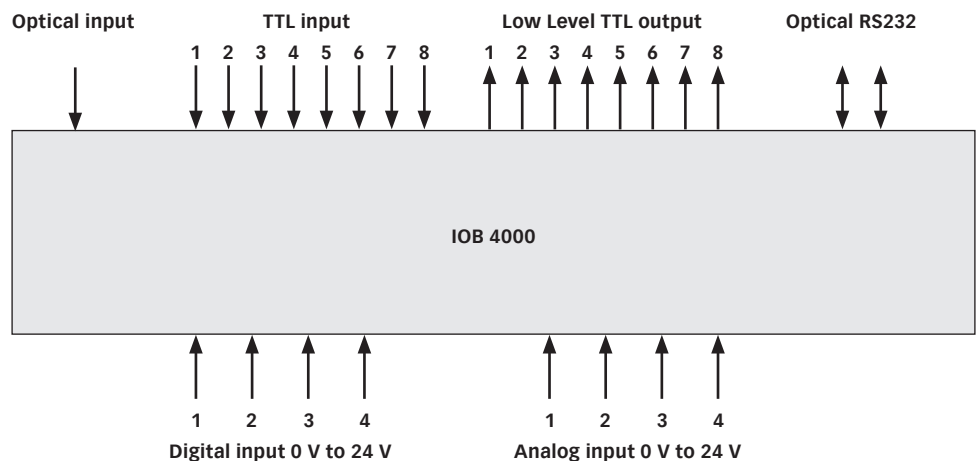 Optical input TTL input Low Level TTL output Optical RS232
1 2 3 4 5 6 7 8 1 2 3 4 5 6 7 8
IOB 4000
1 2 3 4 1 2 3 4
Digital input 0 V to 24 V Analog input 0 V to 24 V